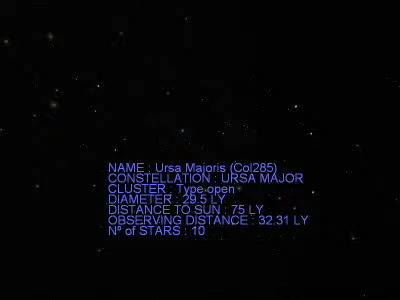 NAME : Ursa Majoris (Col285)
CONSTELLATION : URSA MAJOR
CLUSTER : Type open
DIAMETER : 29.5 LY
DISTANCE TO SUN : 75 LY
OBSERVING DISTANCE : 32.31 LY
Nº of STARS : 10